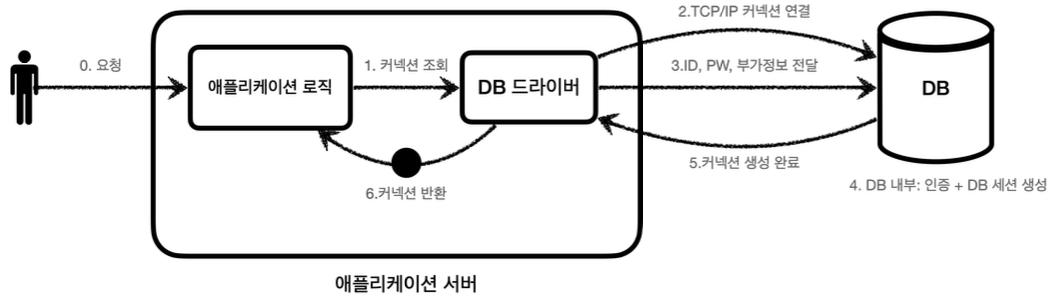 2.TCP/IP 커넥션 연결
0. 요청
1. 커넥션 조회
3.ID, PW, 부가정보 전달
애플리케이션 로직
DB 드라이버
DB
5.커넥션 생성 완료
4. DB 내부: 인증 + DB 세션 생성
6.커넥션 반환
애플리케이션 서버